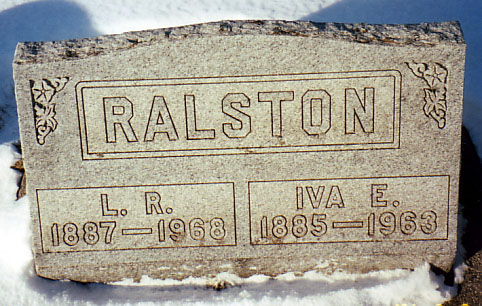 RALSTON
L. R.
1887—1968
IVA E.
1885—1963